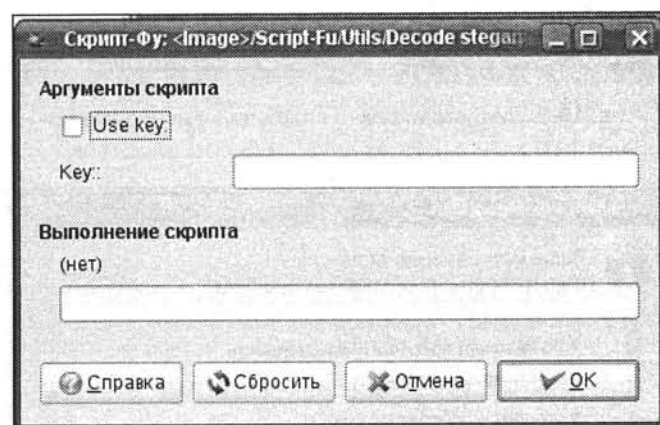 Скрипт-Фу: <Image>/Script-Fu/Utils/Decode stegan
Аргументы скрипта
Use key:
Key::
Выполнение скрипта
(нет)
Справка Сбросить Отмена OK